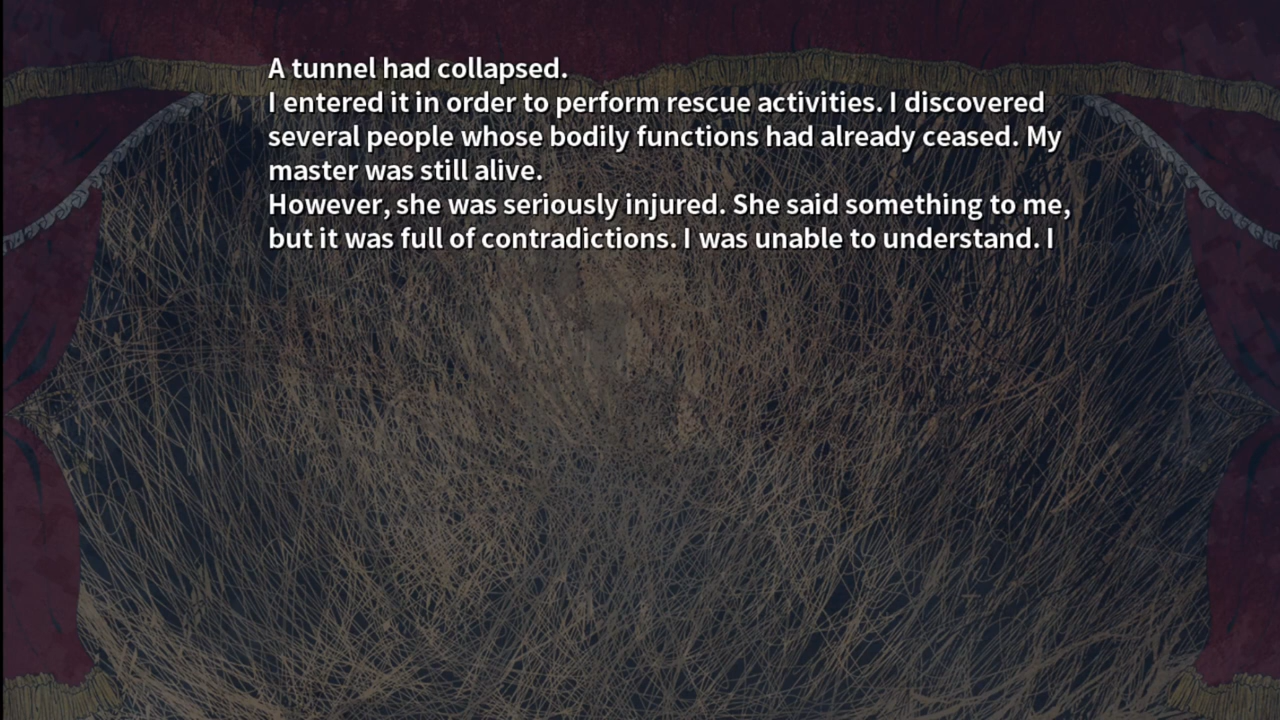 A tunnel had collapsed.
I entered it in order to perform rescue activities. I discovered
several people whose bodily functions had already ceased. My
master was still alive.
However, she was seriously injured. She said something to me,
but it was full of contradictions. I was unable to understand. I